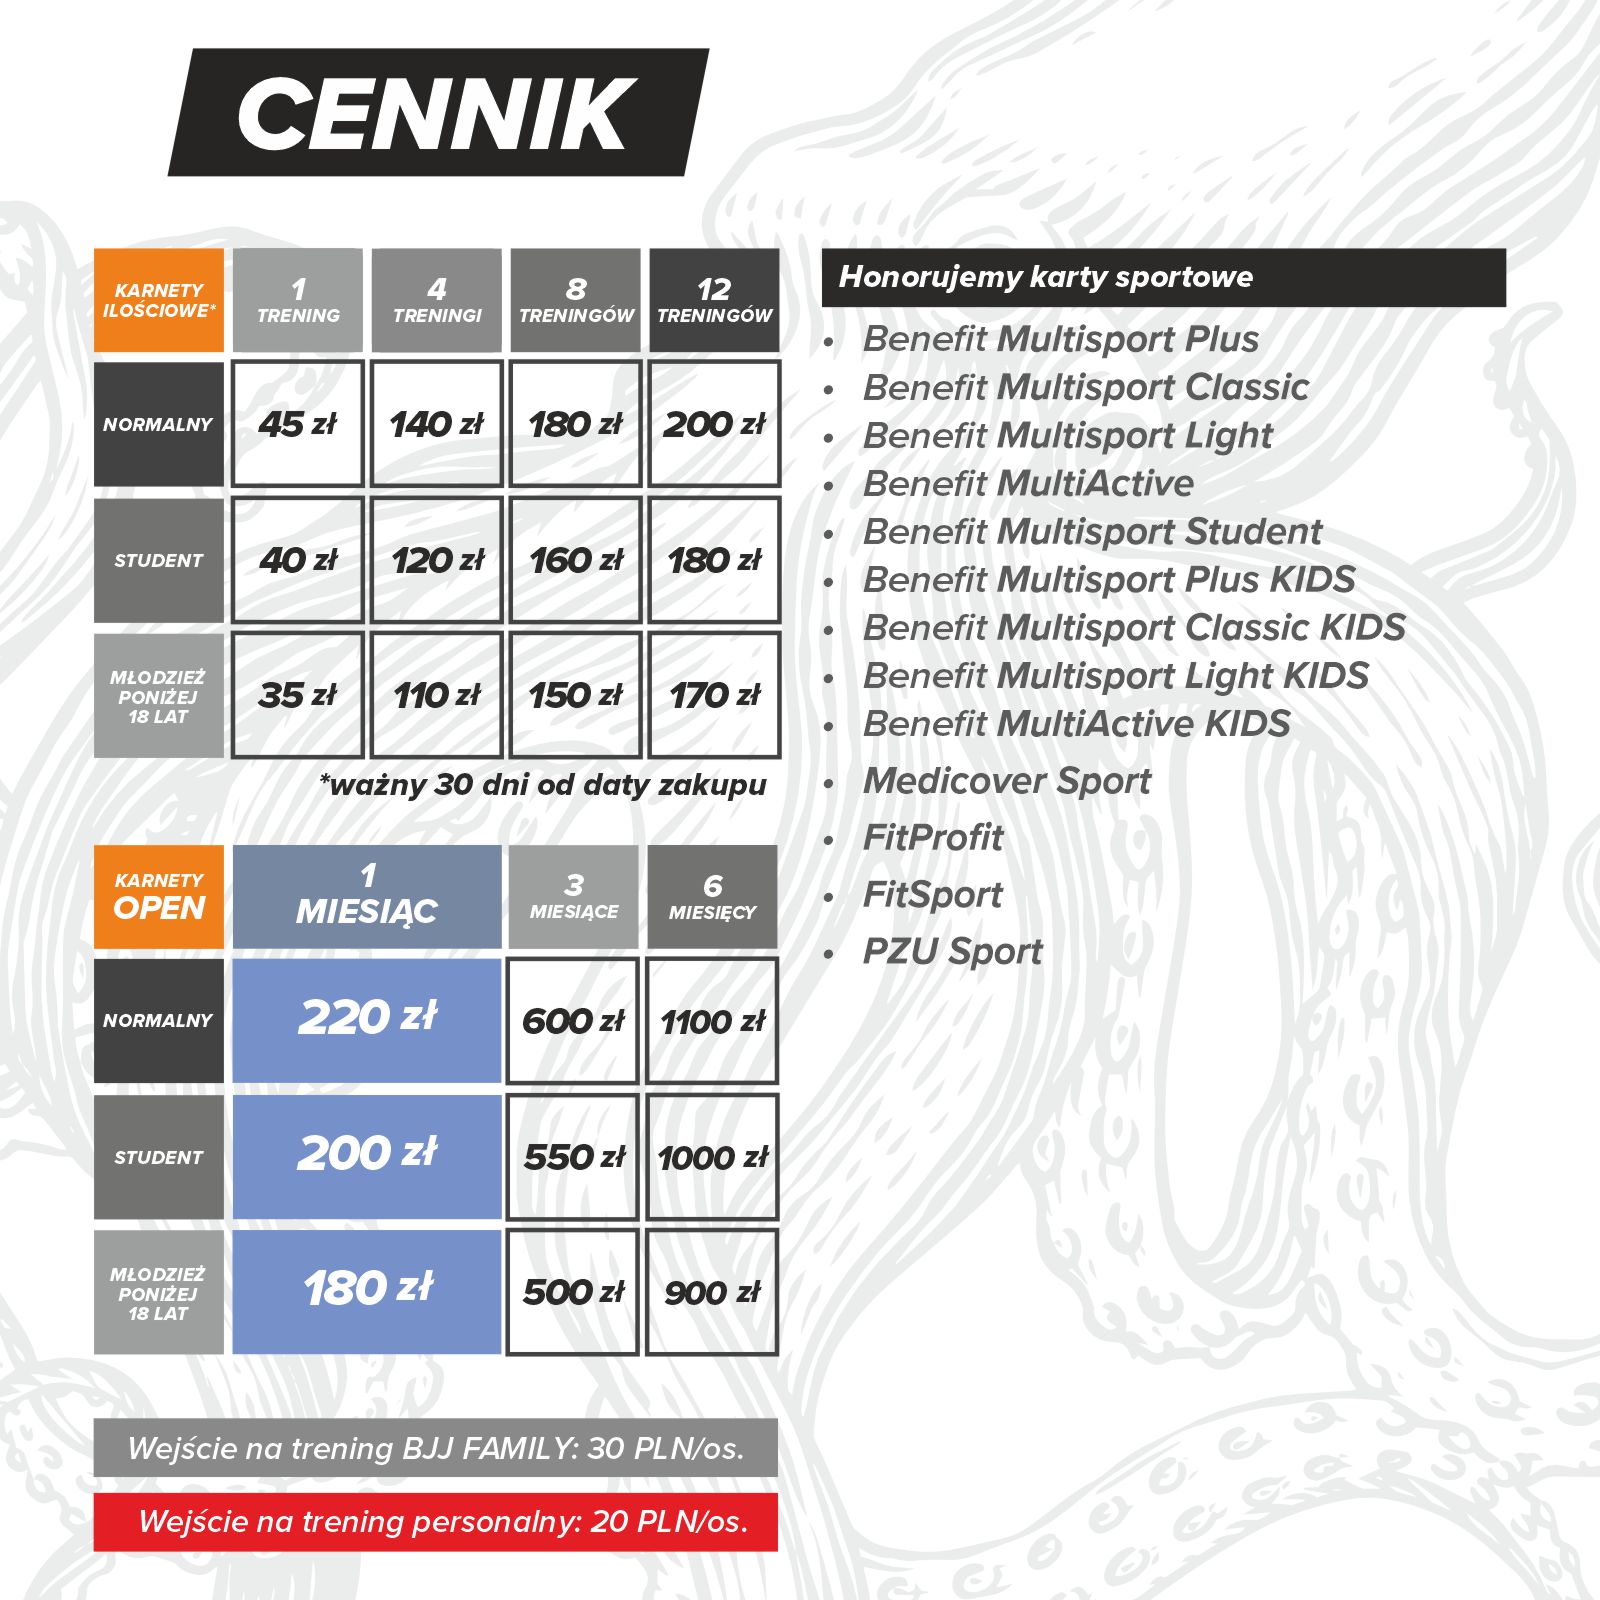 CENNIK
KARNETY
ILOŚCIOWE*
1
TRENING
4
TRENINGI
8
TRENINGÓW
12
TRENINGÓW
NORMALNY
45 zł
140 zł
180 zł
200 zł
STUDENT
40 zł
120 zł
160 zł
180 zł
MŁODZIEŻ
PONIŻEJ
18 LAT
35 zł
110 zł
150 zł
170 zł
*ważny 30 dni od daty zakupu
KARNETY
OPEN
1
MIESIĄC
3
MIESIĄCE
6
MIESIĘCY
NORMALNY
220 zł
600 zł
1100 zł
STUDENT
200 zł
550 zł
1000 zł
MŁODZIEŻ
PONIŻEJ
18 LAT
180 zł
500 zł
900 zł
Wejście na trening BJJ FAMILY: 30 PLN/os.
Wejście na trening personalny: 20 PLN/os.
Honorujemy karty sportowe
• Benefit Multisport Plus
• Benefit Multisport Classic
• Benefit Multisport Light
• Benefit MultiActive
• Benefit Multisport Student
• Benefit Multisport Plus KIDS
• Benefit Multisport Classic KIDS
• Benefit Multisport Light KIDS
• Benefit MultiActive KIDS
• Medicover Sport
• FitProfit
• FitSport
• PZU Sport